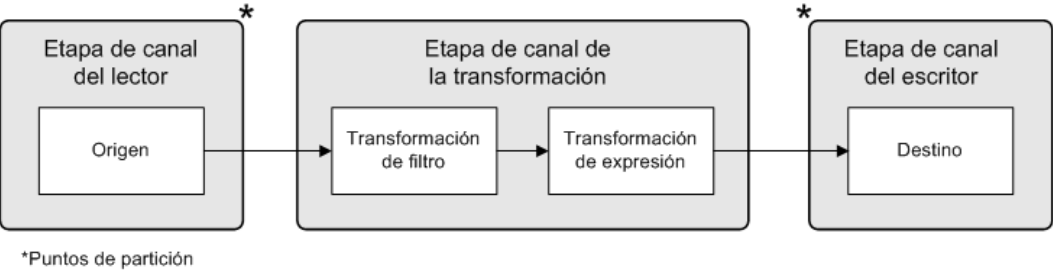 *
*
Etapa de canal
del lector
Etapa de canal de
la transformación
Etapa de canal
del escritor
Origen
Transformación
de filtro
Transformación
de expresión
Destino
*Puntos de partición